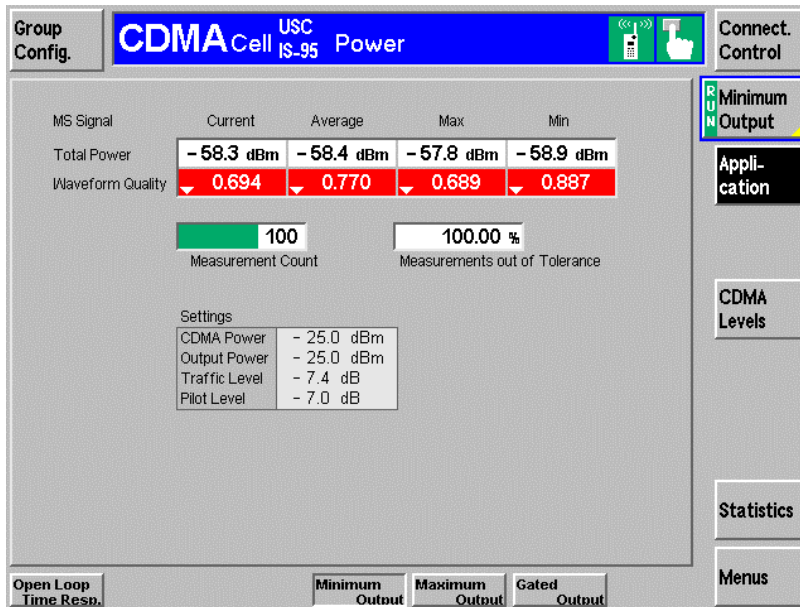 Group
Config.
CDMA Cell USC
IS-95 Power
Connect.
Control
RUN
Minimum
Output
Appli-
cation
MS Signal Current Average Max Min
Total Power - 58.3 dBm - 58.4 dBm - 57.8 dBm - 58.9 dBm
Waveform Quality 0.694 0.770 0.689 0.887
100 100.00 %
Measurement Count Measurements out of Tolerance
CDMA
Levels
Settings
CDMA Power - 25.0 dBm
Output Power - 25.0 dBm
Traffic Level - 7.4 dB
Pilot Level - 7.0 dB
Statistics
Menus
Open Loop
Time Resp.
Minimum
Output
Maximum
Output
Gated
Output